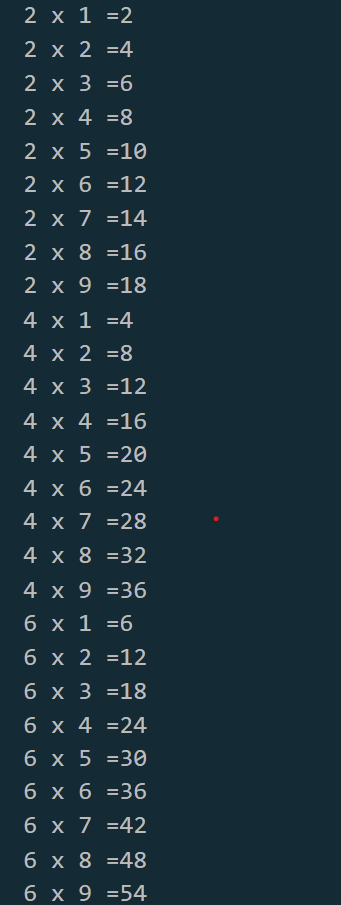 2 x 1 =2
2 x 2 =4
2 x 3 =6
2 x 4 =8
2 x 5 =10
2 x 6 =12
2 x 7 =14
2 x 8 =16
2 x 9 =18
4 x 1 =4
4 x 2 =8
4 x 3 =12
4 x 4 =16
4 x 5 =20
4 x 6 =24
4 x 7 =28
4 x 8 =32
4 x 9 =36
6 x 1 =6
6 x 2 =12
6 x 3 =18
6 x 4 =24
6 x 5 =30
6 x 6 =36
6 x 7 =42
6 x 8 =48
6 x 9 =54